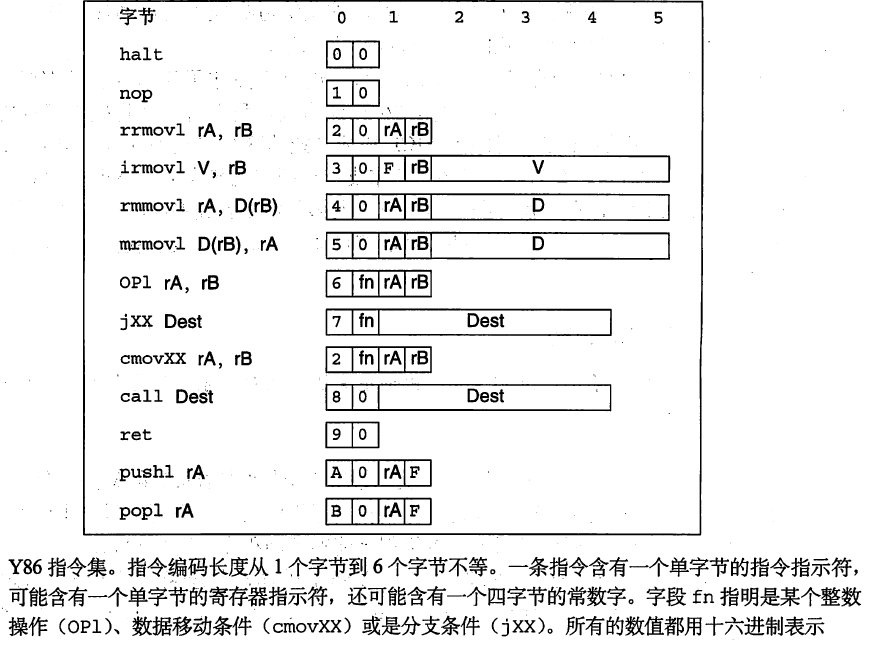 字节 0 1 2 3 4 5
halt 0 0
nop 1 0
rrmovl rA, rB 2 0 rA rB
irmovl V, rB 3 0 F rB V
rmmovl rA, D(rB) 4 0 rA rB D
mrmovl D(rB), rA 5 0 rA rB D
OPl rA, rB 6 fn rA rB
jXX Dest 7 fn Dest
cmovXX rA, rB 2 fn rA rB
call Dest 8 0 Dest
ret 9 0
pushl rA A 0 rA F
popl rA B 0 rA F
Y86 指令集。指令编码长度从 1 个字节到 6 个字节不等。一条指令含有一个单字节的指令指示符，
可能含有一个单字节的寄存器指示符，还可能含有一个四字节的常数字。字段 fn 指明是某个整数
操作（OPl）、数据移动条件（cmovXX）或是分支条件（jXX）。所有的数值都用十六进制表示